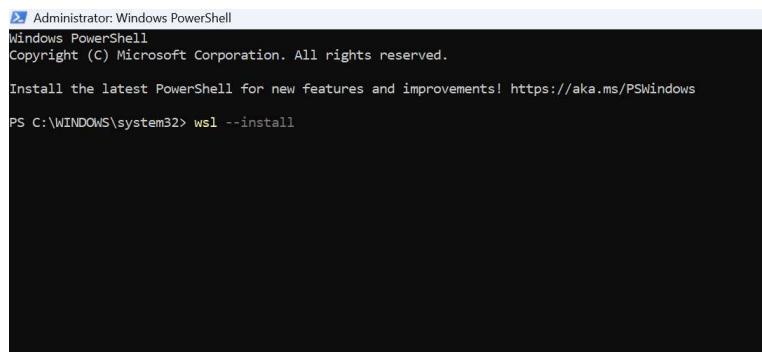 Administrator: Windows PowerShell
Windows PowerShell
Copyright (C) Microsoft Corporation. All rights reserved.
Install the latest PowerShell for new features and improvements! https://aka.ms/PSWindows
PS C:\WINDOWS\system32> wsl --install